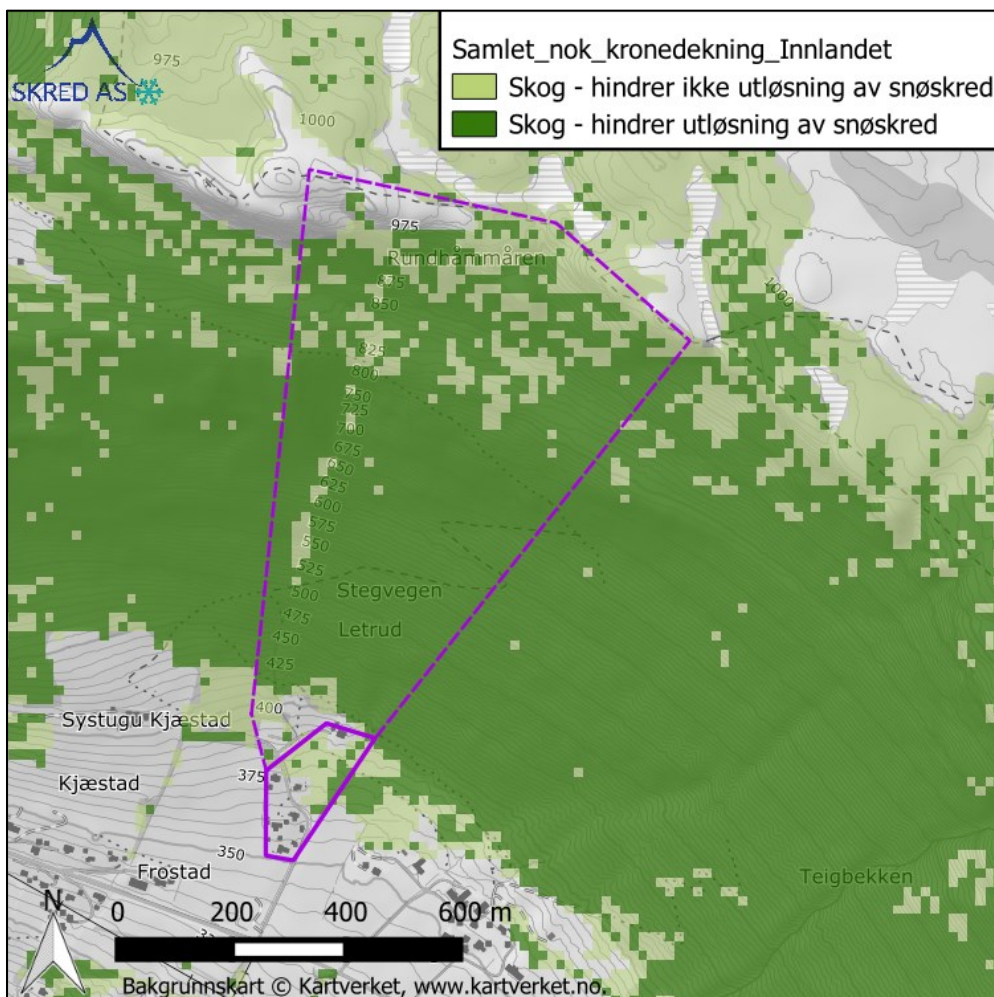 975
SKRED AS
1000
Samlet_nok_kronedekning_Innlandet
Skog - hindrer ikke utløsning av snøskred
Skog - hindrer utløsning av snøskred
975
Rundhåmmåren
875
850
1000
825
800
750
725
700
675
650
625
600
575
550
525
500
Stegvegen
475
Letrud
450
425
400
Systugu Kjæstad
375
Kjæstad
350
Frostad
Teigbekken
N
0 200 400 600 m
Bakgrunnskart © Kartverket, www.kartverket.no.